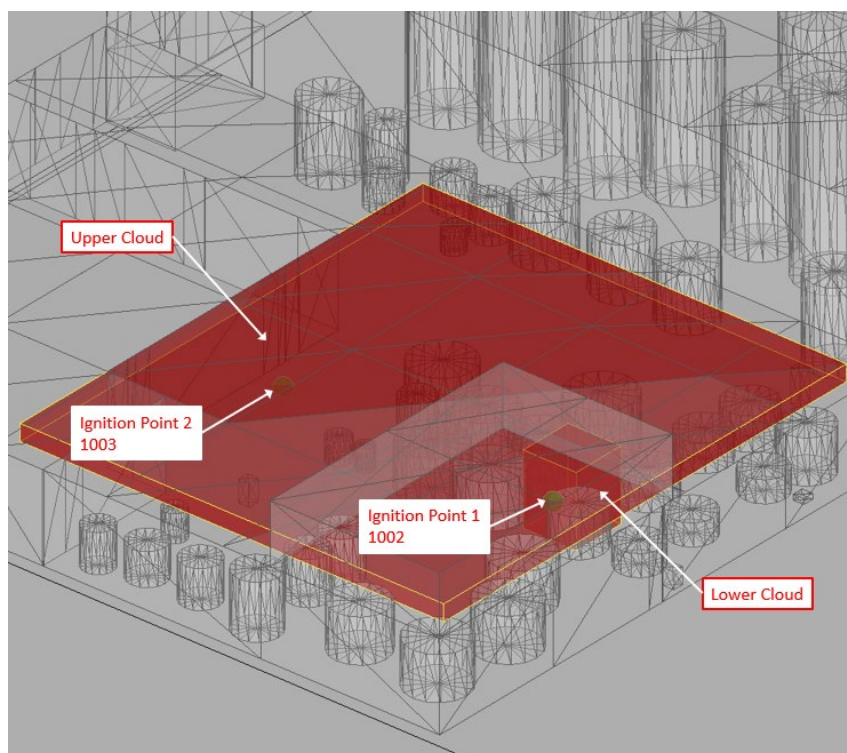 Upper Cloud
Ignition Point 2
1003
Ignition Point 1
1002
Lower Cloud